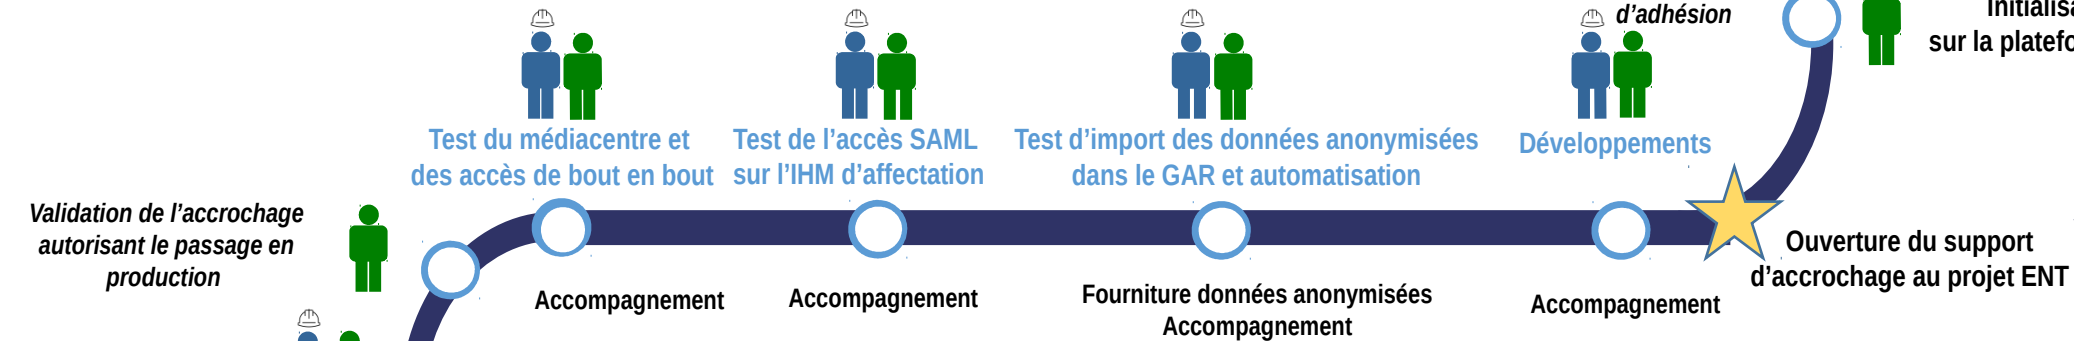 d’adhésion
Initialisa
sur la platefo
Test du médiacentre et
des accès de bout en bout
Test de l’accès SAML
sur l’IHM d’affectation
Test d’import des données anonymisées
dans le GAR et automatisation
Développements
Validation de l’accrochage
autorisant le passage en
production
Ouverture du support
d’accrochage au projet ENT
Accompagnement
Accompagnement
Fourniture données anonymisées
Accompagnement
Accompagnement